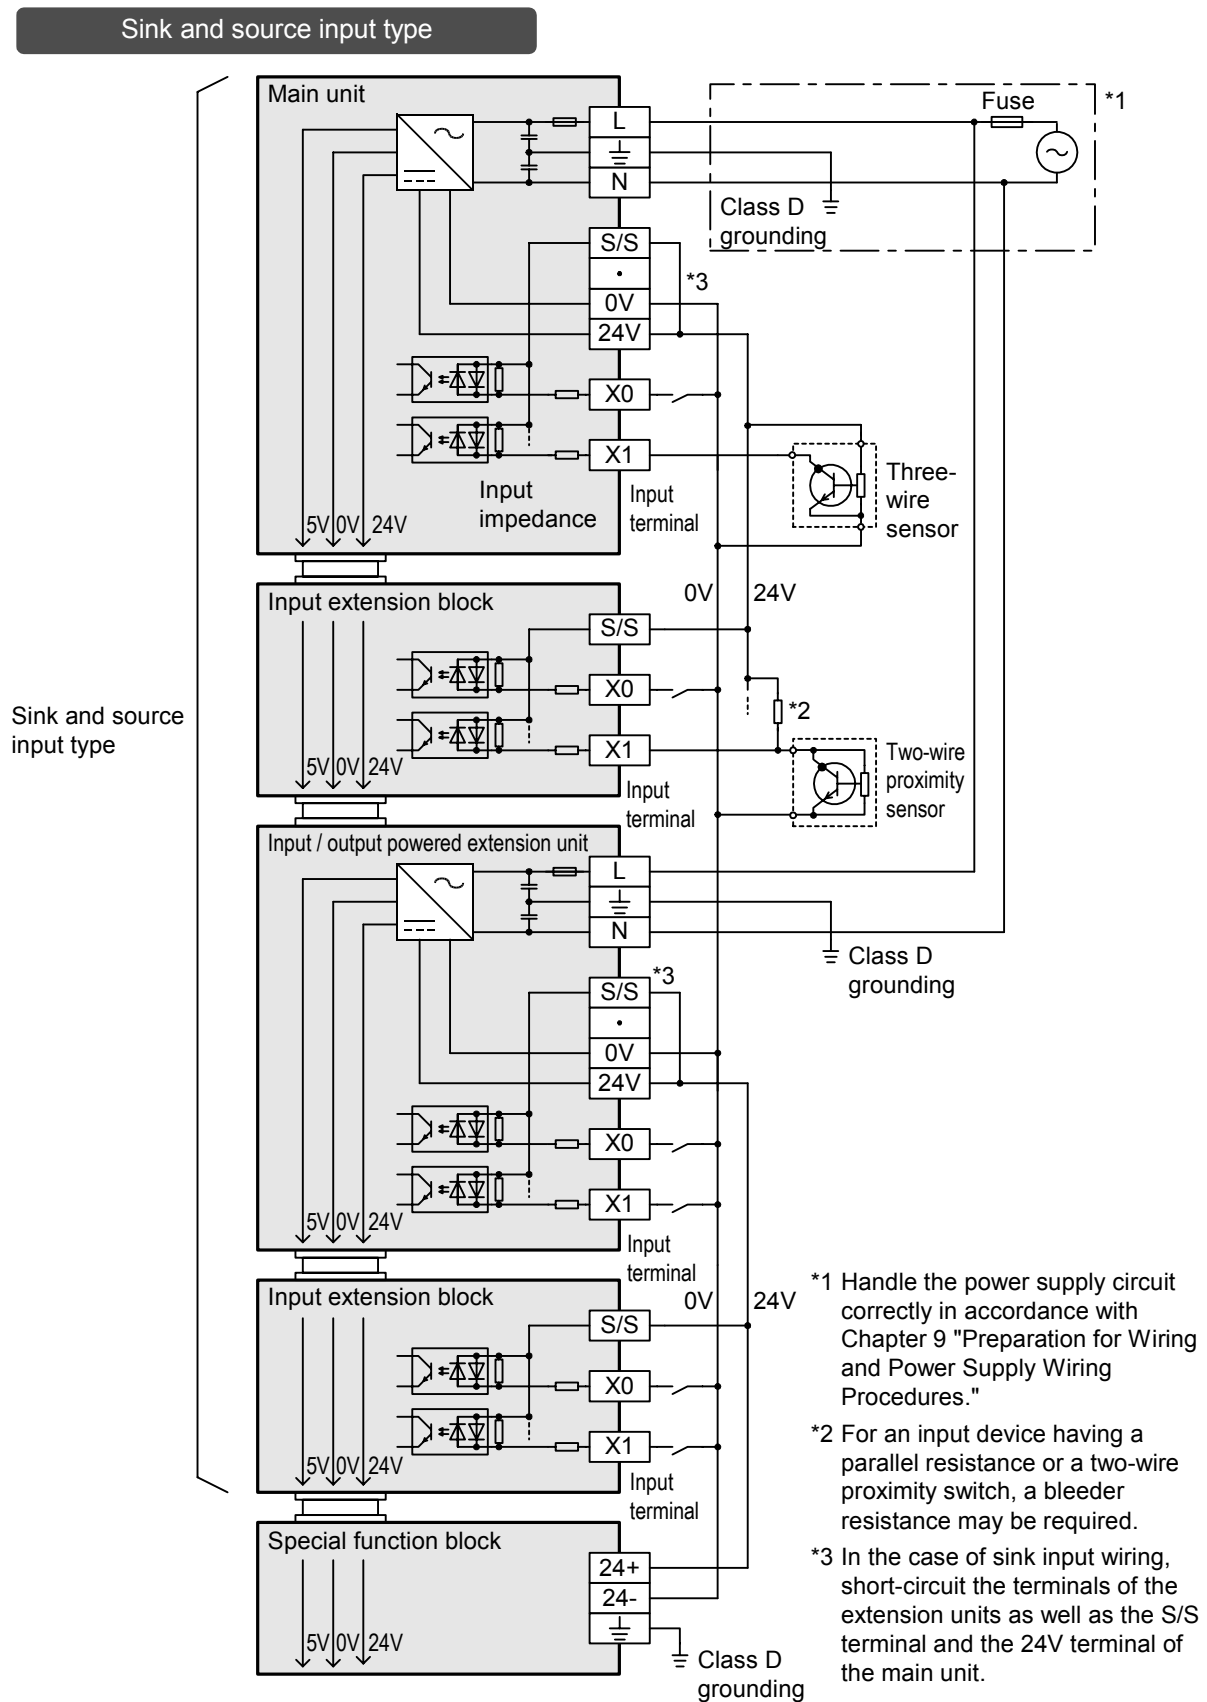 Sink and source input type
Main unit
L
N
Fuse
*1
Class D
grounding
S/S
*3
0V
24V
X0
X1
Three-
wire
sensor
Input
impedance
Input
terminal
5V 0V 24V
0V 24V
Input extension block
S/S
X0
*2
X1
Sink and source
input type
Two-wire
proximity
sensor
5V 0V 24V
Input
terminal
Input / output powered extension unit
L
N
Class D
grounding
*3
S/S
0V
24V
X0
X1
5V 0V 24V
Input
terminal
0V 24V
Input extension block
S/S
X0
X1
5V 0V 24V
Input
terminal
Special function block
24+
24-
5V 0V 24V
Class D
grounding
*1 Handle the power supply circuit
correctly in accordance with
Chapter 9 "Preparation for Wiring
and Power Supply Wiring
Procedures."
*2 For an input device having a
parallel resistance or a two-wire
proximity switch, a bleeder
resistance may be required.
*3 In the case of sink input wiring,
short-circuit the terminals of the
extension units as well as the S/S
terminal and the 24V terminal of
the main unit.